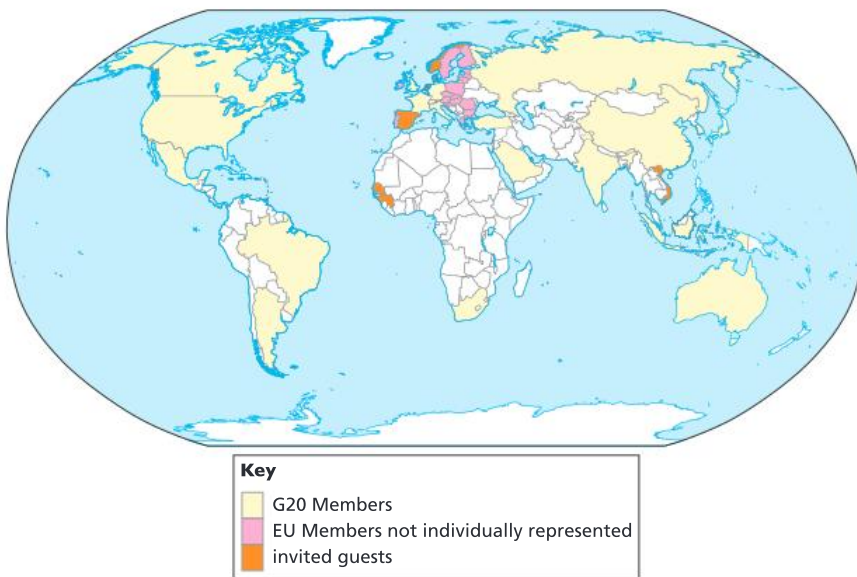 Key
G20 Members
EU Members not individually represented
invited guests